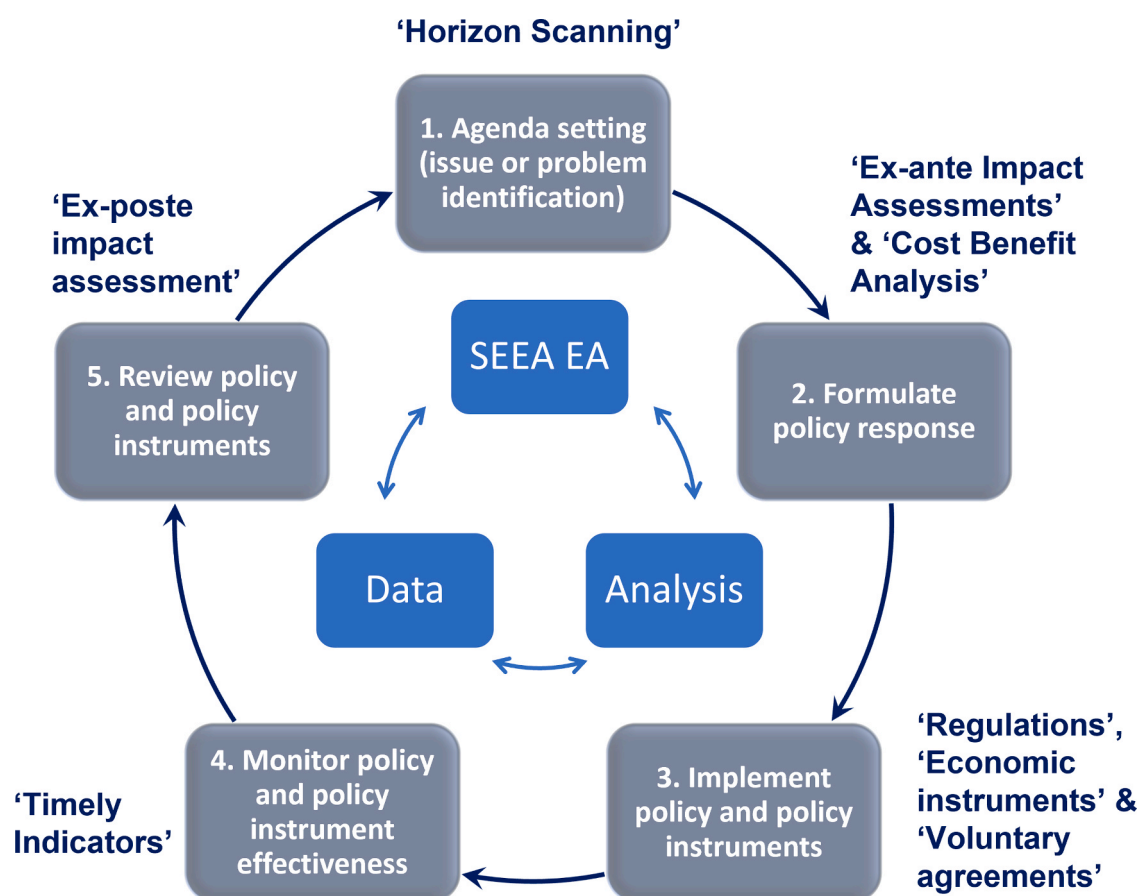 ‘Horizon Scanning’
1. Agenda setting
(issue or problem
identification)
‘Ex-ante Impact
Assessments’
& ‘Cost Benefit
Analysis’
‘Ex-poste
impact
assessment’
SEEA EA
5. Review policy
and policy
instruments
2. Formulate
policy response
Data
Analysis
4. Monitor policy
and policy
instrument
effectiveness
3. Implement
policy and policy
instruments
‘Regulations’,
‘Economic
instruments’ &
‘Voluntary
agreements’
‘Timely
Indicators’